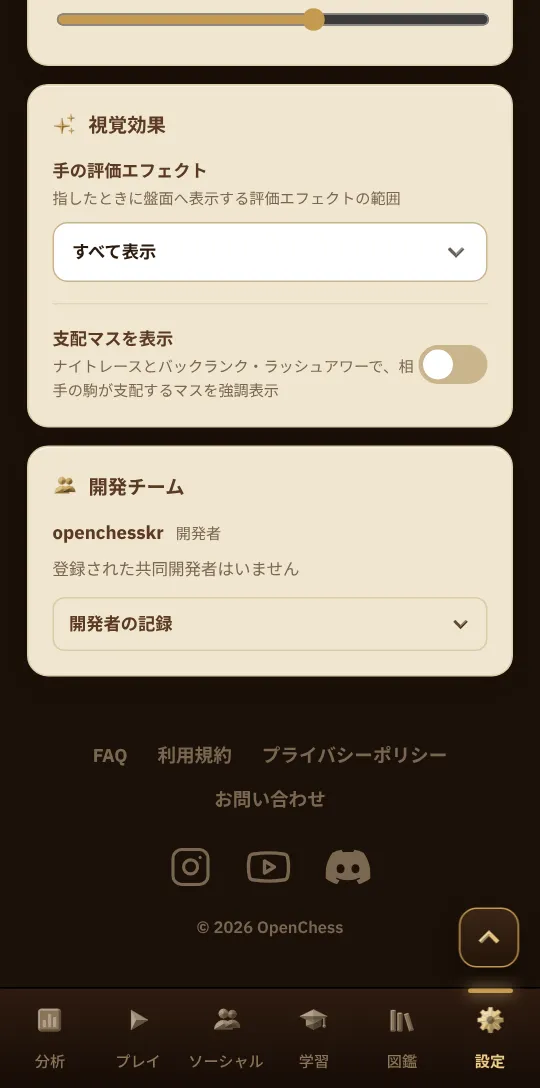 視覚効果
手の評価エフェクト
指したときに盤面へ表示する評価エフェクトの範囲
すべて表示
支配マスを表示
ナイトレースとバックランク・ラッシュアワーで、相
手の駒が支配するマスを強調表示
開発チーム
openchesskr 開発者
登録された共同開発者はいません
開発者の記録
FAQ 利用規約 プライバシーポリシー
お問い合わせ
© 2026 OpenChess
分析 プレイ ソーシャル 学習 図鑑 設定